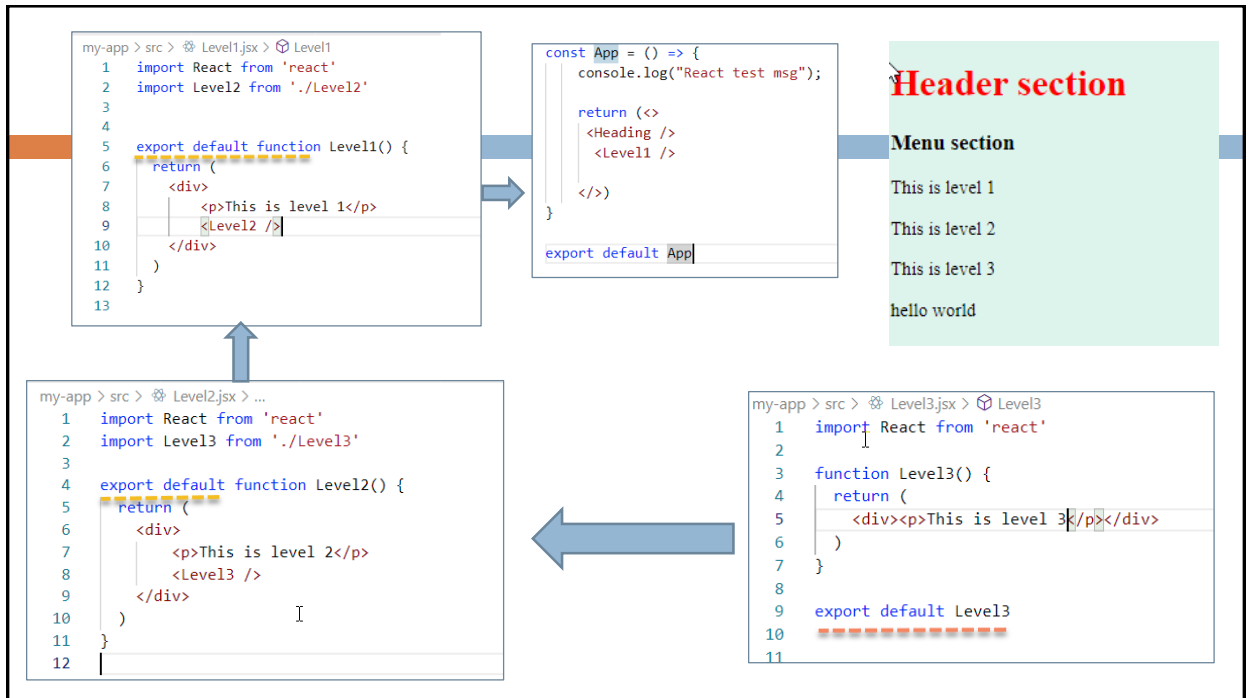 my-app > src > Level1.jsx > Level1
1 import React from 'react'
2 import Level2 from './Level2'
3
4
5 export default function Level1() {
6 return (
7 <div>
8 <p>This is level 1</p>
9 <Level2 />
10 </div>
11 )
12 }
13
const App = () => {
console.log("React test msg");
return (<>
<Heading />
<Level1 />
</>)
}
export default App
Header section
Menu section
This is level 1
This is level 2
This is level 3
hello world
my-app > src > Level2.jsx > ...
1 import React from 'react'
2 import Level3 from './Level3'
3
4 export default function Level2() {
5 return (
6 <div>
7 <p>This is level 2</p>
8 <Level3 />
9 </div>
10 )
11 }
12
my-app > src > Level3.jsx > Level3
1 import React from 'react'
2
3 function Level3() {
4 return (
5 <div><p>This is level 3</p></div>
6 )
7 }
8
9 export default Level3
10
11